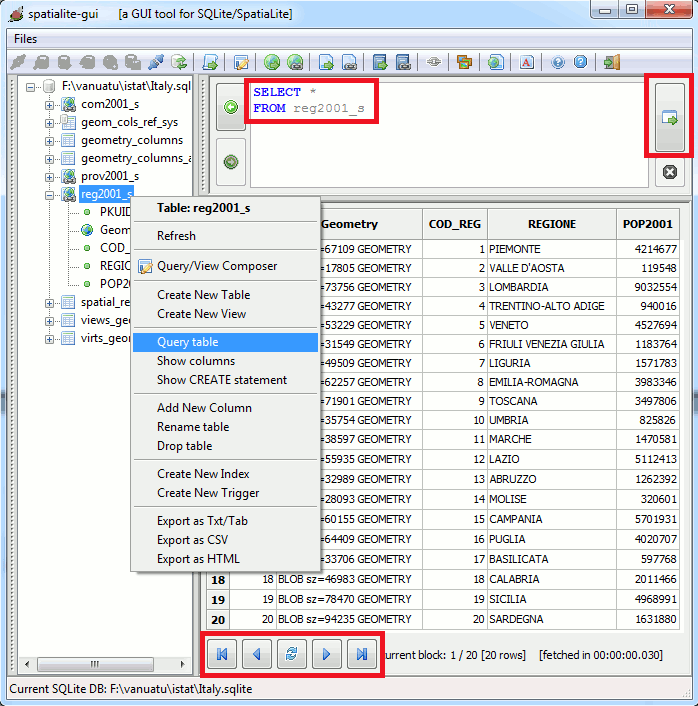 spatialite-gui [a GUI tool for SQLite/SpatiaLite]
Files
F:\vanuatu\istat\Italy.sql
com2001_s
geom_cols_ref_sys
geometry_columns
geometry_columns_a
prov2001_s
reg2001_s
PKUID
Geom
COD_
REGIO
POP20
spatial_re
views_geo
virts_geom
SELECT *
FROM reg2001_s
Table: reg2001_s
Refresh
Query/View Composer
Create New Table
Create New View
Query table
Show columns
Show CREATE statement
Add New Column
Rename table
Drop table
Create New Index
Create New Trigger
Export as Txt/Tab
Export as CSV
Export as HTML
Geometry COD_REG REGIONE POP2001
=67109 GEOMETRY 1 PIEMONTE 4214677
=17805 GEOMETRY 2 VALLE D'AOSTA 119548
=73756 GEOMETRY 3 LOMBARDIA 9032554
=43277 GEOMETRY 4 TRENTINO-ALTO ADIGE 940016
=53229 GEOMETRY 5 VENETO 4527694
=31549 GEOMETRY 6 FRIULI VENEZIA GIULIA 1183764
=49509 GEOMETRY 7 LIGURIA 1571783
=62257 GEOMETRY 8 EMILIA-ROMAGNA 3983346
=71901 GEOMETRY 9 TOSCANA 3497806
=35754 GEOMETRY 10 UMBRIA 825826
=38597 GEOMETRY 11 MARCHE 1470581
=55935 GEOMETRY 12 LAZIO 5112413
=32989 GEOMETRY 13 ABRUZZO 1262392
=28093 GEOMETRY 14 MOLISE 320601
=60155 GEOMETRY 15 CAMPANIA 5701931
=64409 GEOMETRY 16 PUGLIA 4020707
=33706 GEOMETRY 17 BASILICATA 597768
18 18 BLOB sz=46983 GEOMETRY 18 CALABRIA 2011466
19 19 BLOB sz=78470 GEOMETRY 19 SICILIA 4968991
20 20 BLOB sz=94235 GEOMETRY 20 SARDEGNA 1631880
urrent block: 1 / 20 [20 rows] [fetched in 00:00:00.030]
Current SQLite DB: F:\vanuatu\istat\Italy.sqlite